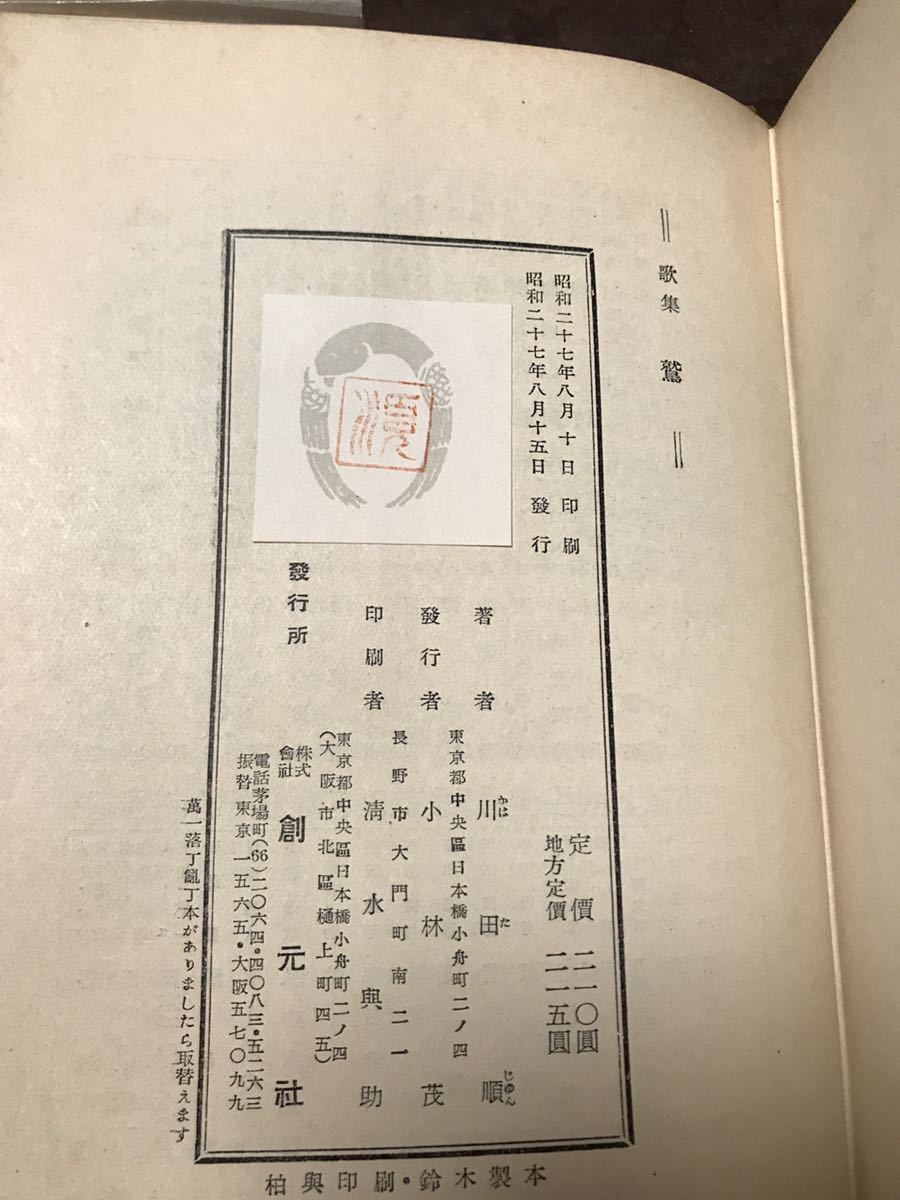 歌集 鷲
昭和二十七年八月十日 印刷
昭和二十七年八月十五日 發行
定價 二一〇圓
地方定價 二一五圓
著者 川田順
かは だ じゆん
東京都中央區日本橋小舟町二ノ四
發行者 小林茂
長野市大門町南二一
印刷者 淸水與助
東京都中央區日本橋小舟町二ノ四
(大阪市北區樋上町四五)
發行所 株式會社 創元社
電話茅場町(66)二〇六四・四〇八三・五二六三
振替東京一五六五・大阪五七〇九九
萬一落丁亂丁本がありましたら取替えます
柏與印刷・鈴木製本